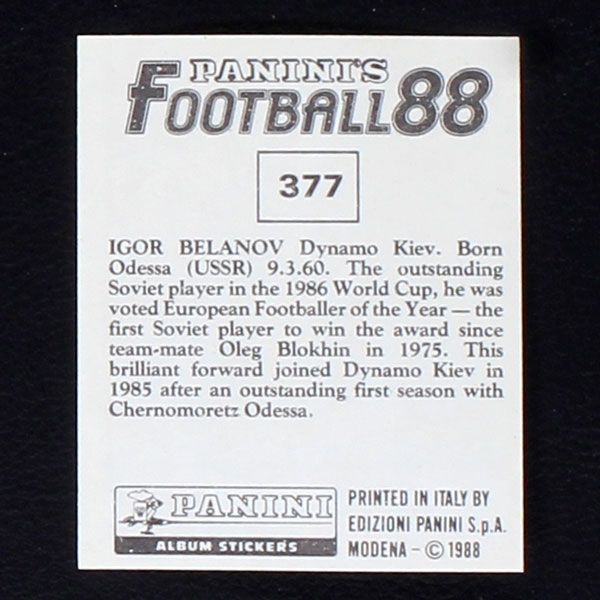 PANINI'S
FOOTBALL 88
377
IGOR BELANOV Dynamo Kiev. Born
Odessa (USSR) 9.3.60. The outstanding
Soviet player in the 1986 World Cup, he was
voted European Footballer of the Year — the
first Soviet player to win the award since
team-mate Oleg Blokhin in 1975. This
brilliant forward joined Dynamo Kiev in
1985 after an outstanding first season with
Chernomoretz Odessa.
PANINI
ALBUM STICKERS
PRINTED IN ITALY BY
EDIZIONI PANINI S.p.A.
MODENA - © 1988